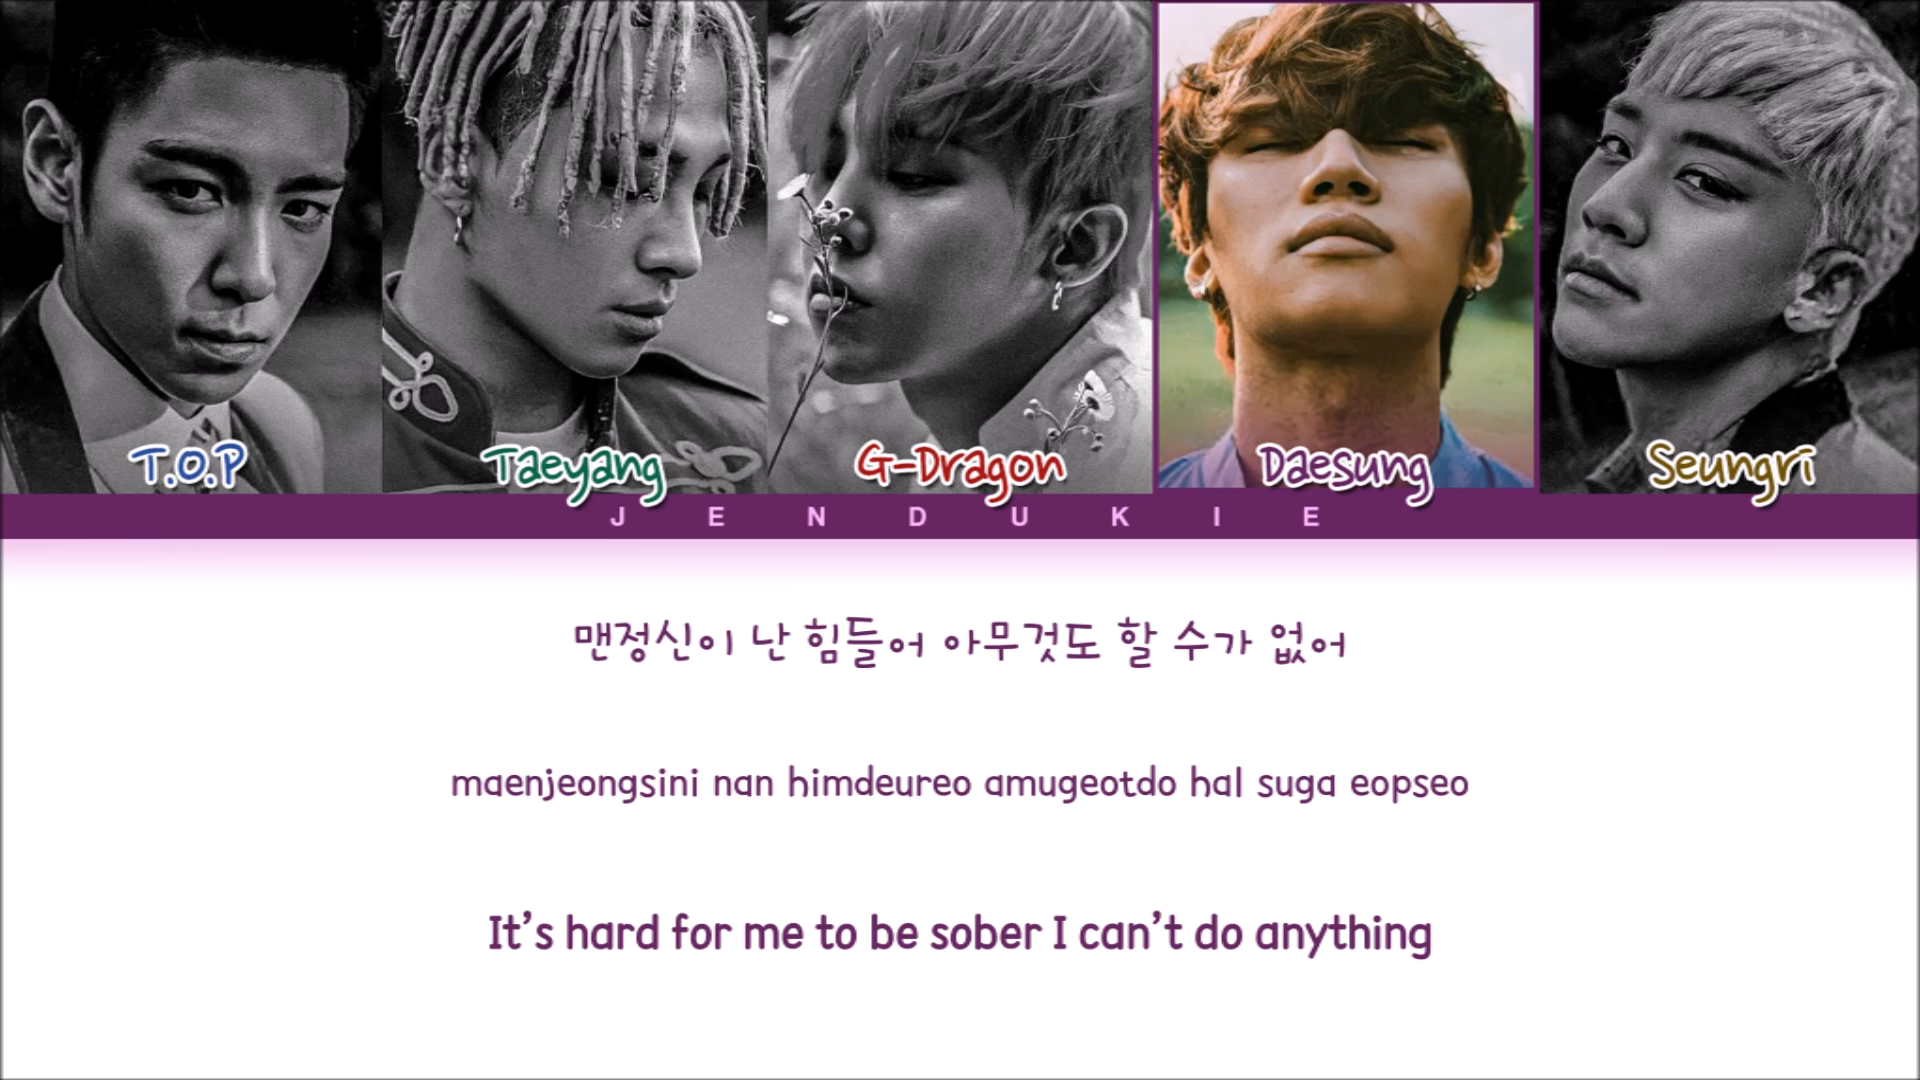 T.O.P
Taeyang
G-Dragon
Daesung
Seungri
JENDUKIE
맨정신이 난 힘들어 아무것도 할 수가 없어
maenjeongsini nan himdeureo amugeotdo hal suga eopseo
It's hard for me to be sober I can't do anything